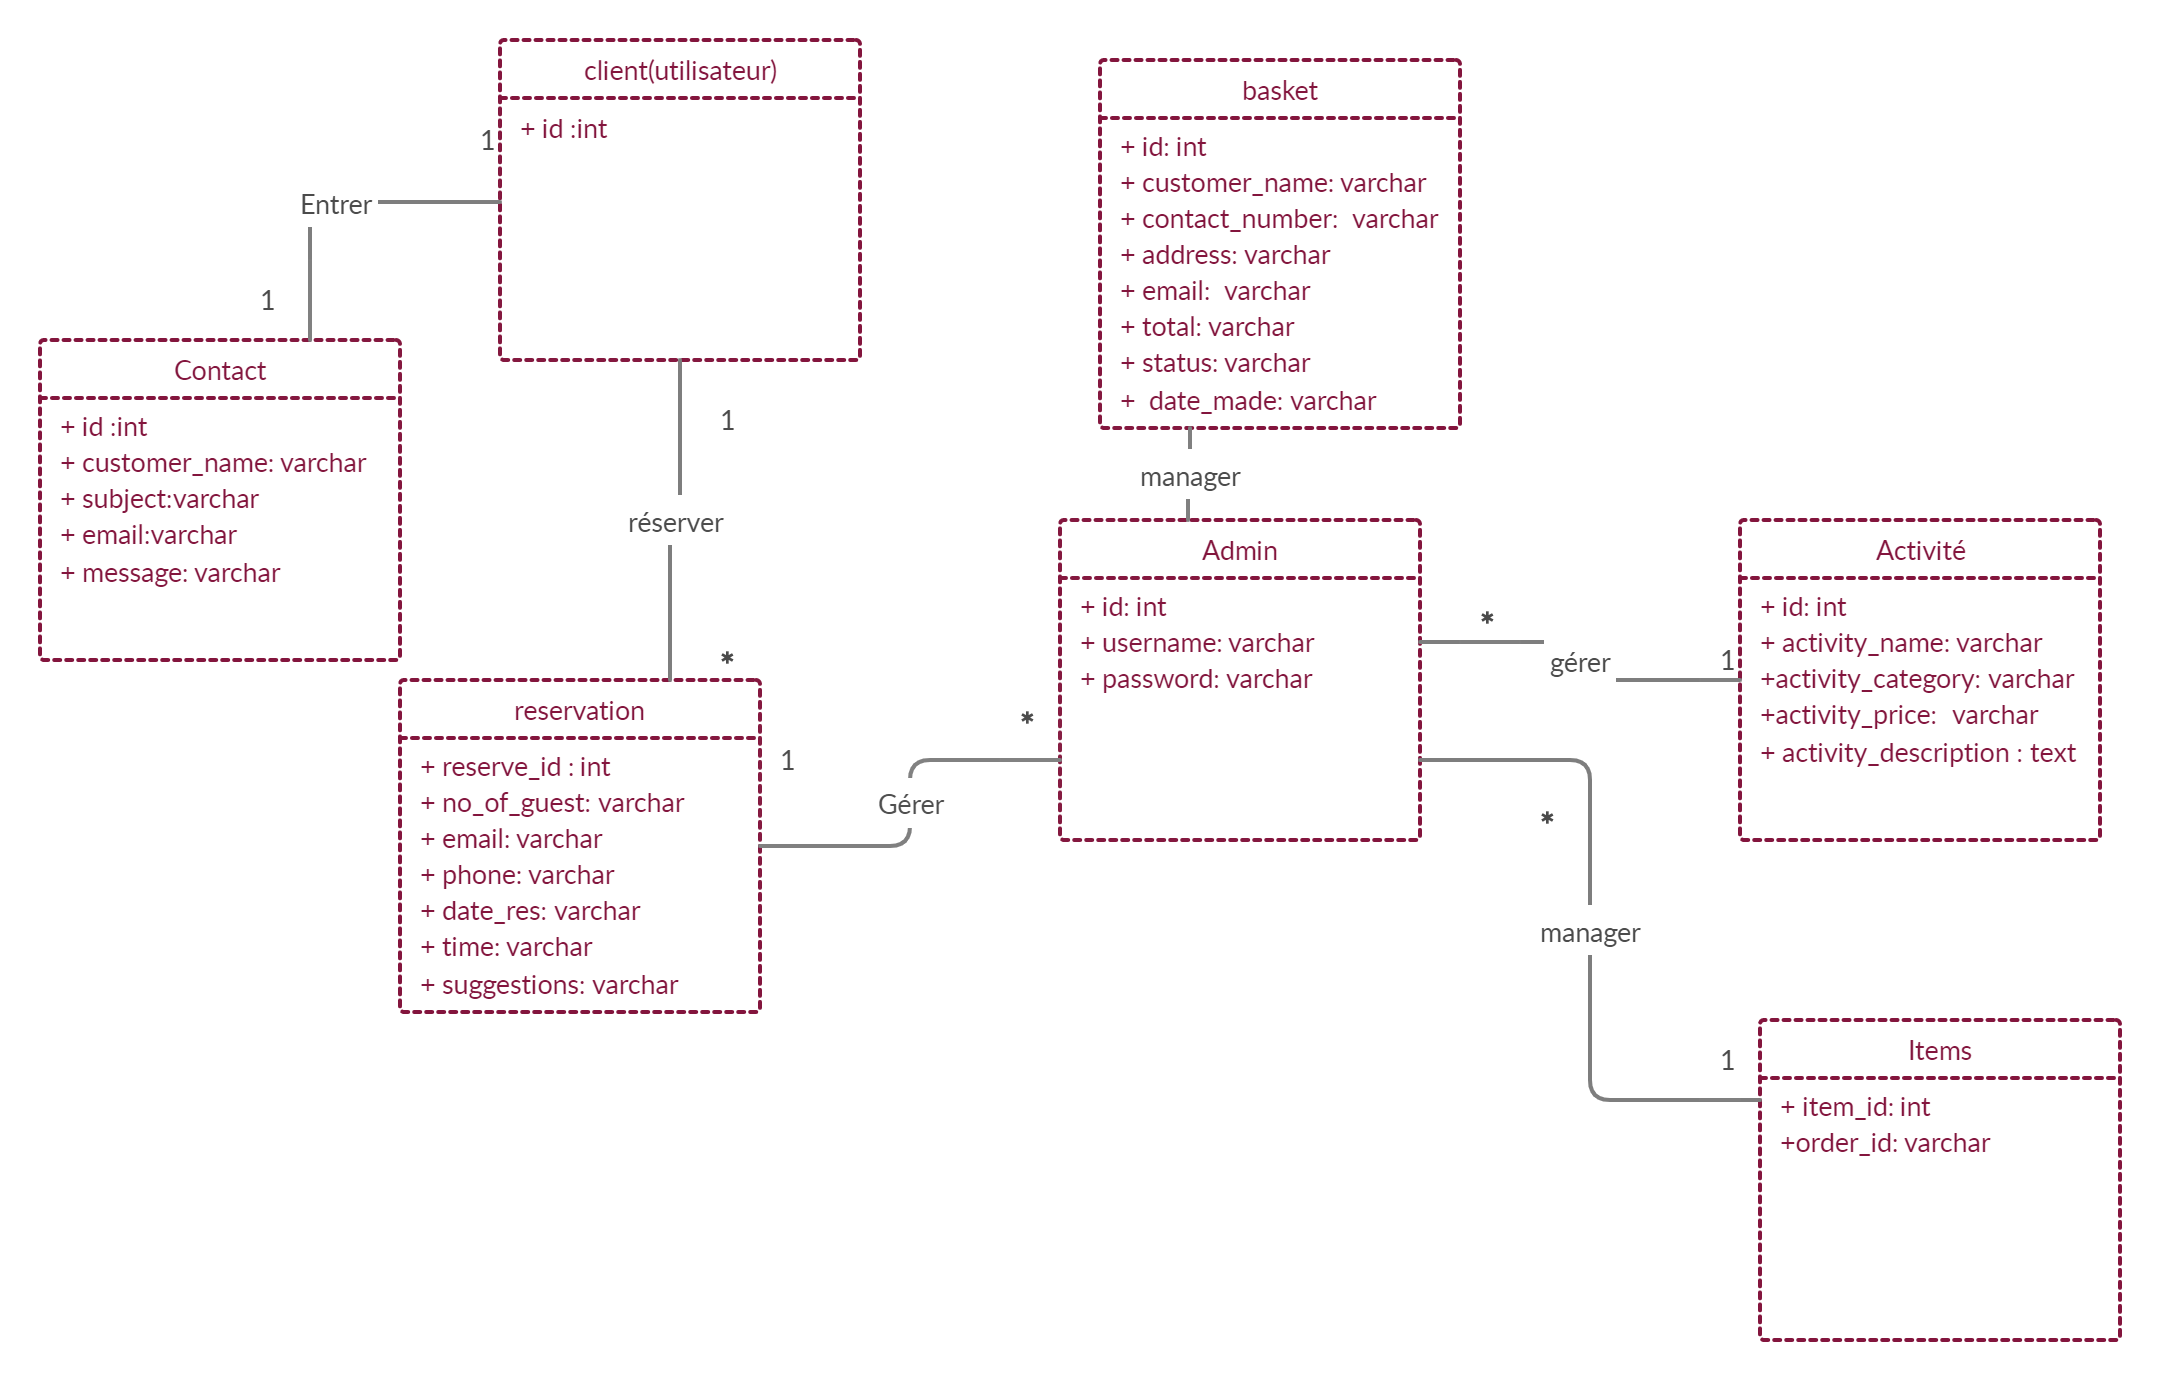 client(utilisateur)
+ id :int
1
Entrer
1
Contact
+ id :int
+ customer_name: varchar
+ subject:varchar
+ email:varchar
+ message: varchar
1
réserver
*
reservation
+ reserve_id : int
+ no_of_guest: varchar
+ email: varchar
+ phone: varchar
+ date_res: varchar
+ time: varchar
+ suggestions: varchar
1
Gérer
*
basket
+ id: int
+ customer_name: varchar
+ contact_number:  varchar
+ address: varchar
+ email:  varchar
+ total: varchar
+ status: varchar
+  date_made: varchar
manager
Admin
+ id: int
+ username: varchar
+ password: varchar
*
gérer
1
Activité
+ id: int
+ activity_name: varchar
+activity_category: varchar
+activity_price:  varchar
+ activity_description : text
*
manager
1
Items
+ item_id: int
+order_id: varchar